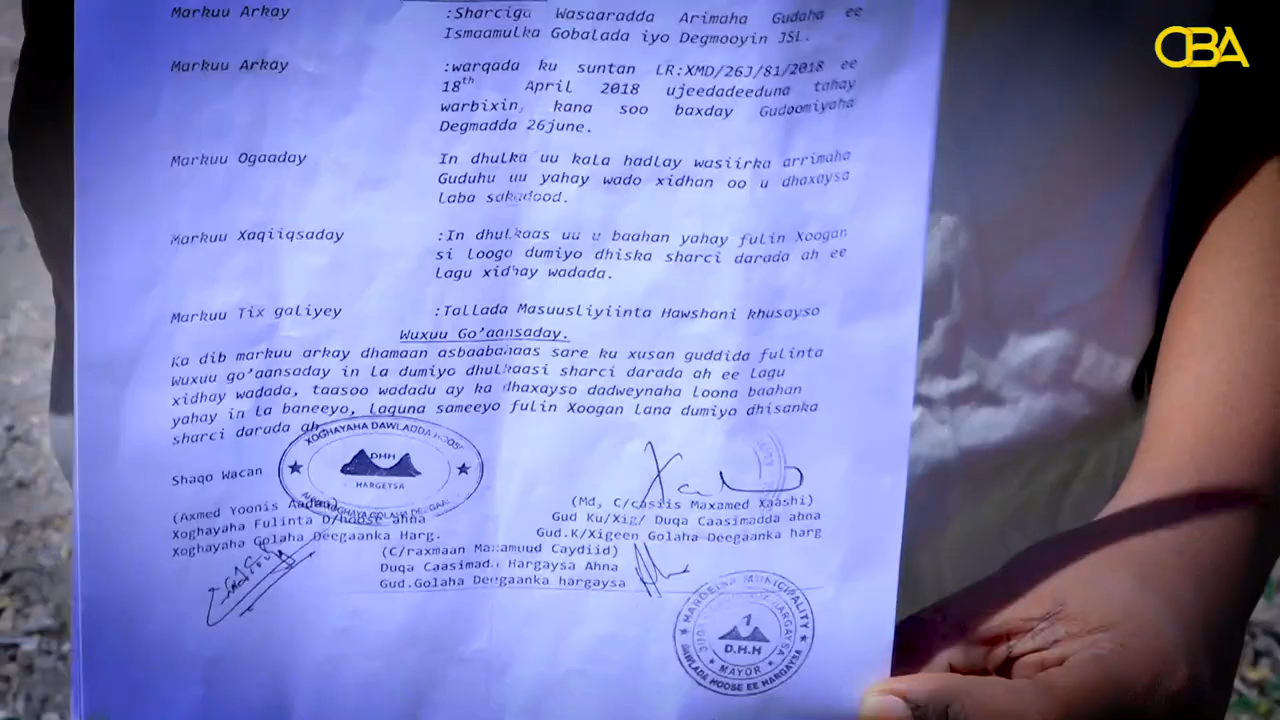 OBA
Markuu Arkay :Sharciga Wasaaradda Arimaha Gudaha ee
Ismaamulka Gobalada iyo Degmooyin JSL.
Markuu Arkay :warqada ku suntan LR:XMD/26J/81/2018 ee
18th April 2018 ujeedadeeduna tahay
warbixin, kana soo baxday Gudoomiyaha
Degmadda 26june.
Markuu Ogaaday In dhulka uu kala hadlay wasiirka arrimaha
Guduhu uu yahay wado xidhan oo u dhaxaysa
laba sakadood.
Markuu Xaqiiqsaday :In dhulkaas uu u baahan yahay fulin Xoogan
si looga dumiyo dhiska sharci darada ah ee
lagu xidhay wadada.
Markuu Tix galiyey :Tallada Masuusliyiinta Hawshani khusayso
Wuxuu Go'aansaday.
Ka dib markuu arkay dhamaan asbaabahaas sare ku xusan guddida fulinta
Wuxuu go'aansaday in la dumiyo dhulkaasi sharci darada ah ee lagu
xidhay wadada, taasoo wadadu ay ka dhaxayso dadweynaha loona baahan
yahay in la baneeyo, laguna sameeyo fulin Xoogan lana dumiyo dhisanka
sharci darada ah
XOGHAYAHA DAWLADDA HOOSE
DHH
HARGEYSA
Shaqo Wacan
(Axmed Yoonis
Xoghayaha Fulinta D/hoose ahna
Xoghayaha Golaha Deegaanka Harg.
(Md, C/casiis Maxamed Xaashi)
Gud Ku/Xig/ Duqa Caasimadda ahna
Gud.K/Xigeen Golaha Deegaanka harg
(C/raxmaan Maxamuud Caydiid)
Duqa Caasimada Hargaysa Ahna
Gud.Golaha Deegaanka hargaysa
HARGEISA MUNICIPALITY
1
D.H.H
MAYOR
DAWLADA HOOSE EE HARGAYSA